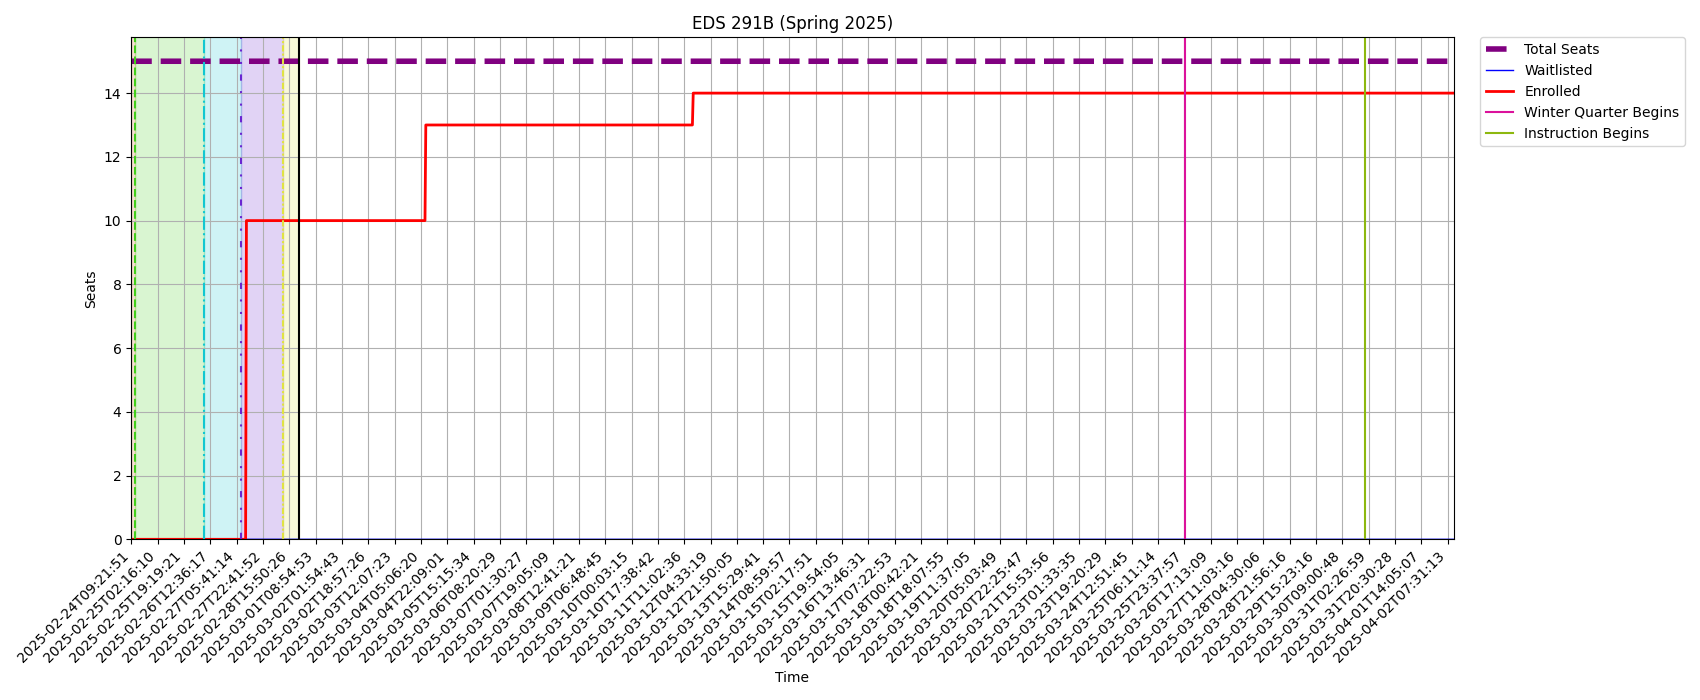 EDS 291B (Spring 2025)
Total Seats
Waitlisted
Enrolled
Winter Quarter Begins
Instruction Begins
Seats
14
12
10
8
6
4
2
0
2025-02-24T09:21:51
2025-02-25T02:16:10
2025-02-25T19:19:21
2025-02-26T12:36:17
2025-02-27T05:41:14
2025-02-27T22:41:52
2025-02-28T15:50:26
2025-03-01T08:54:53
2025-03-02T01:54:43
2025-03-02T18:57:26
2025-03-03T12:07:23
2025-03-04T05:06:20
2025-03-04T22:09:01
2025-03-05T15:15:34
2025-03-06T08:20:29
2025-03-07T01:30:27
2025-03-07T19:05:09
2025-03-08T12:41:21
2025-03-09T06:48:45
2025-03-10T00:03:15
2025-03-10T17:38:42
2025-03-11T11:02:36
2025-03-12T04:33:19
2025-03-12T21:50:05
2025-03-13T15:29:41
2025-03-14T08:59:57
2025-03-15T02:17:51
2025-03-15T19:54:05
2025-03-16T13:46:31
2025-03-17T07:22:53
2025-03-18T00:42:21
2025-03-18T18:07:55
2025-03-19T11:37:05
2025-03-20T05:03:49
2025-03-20T22:25:47
2025-03-21T15:53:56
2025-03-23T01:33:35
2025-03-23T19:20:29
2025-03-24T12:51:45
2025-03-25T06:11:14
2025-03-25T23:37:57
2025-03-26T17:13:09
2025-03-27T11:03:16
2025-03-28T04:30:06
2025-03-28T21:56:16
2025-03-29T15:23:16
2025-03-30T09:00:48
2025-03-31T02:26:59
2025-03-31T20:30:28
2025-04-01T14:05:07
2025-04-02T07:31:13
Time